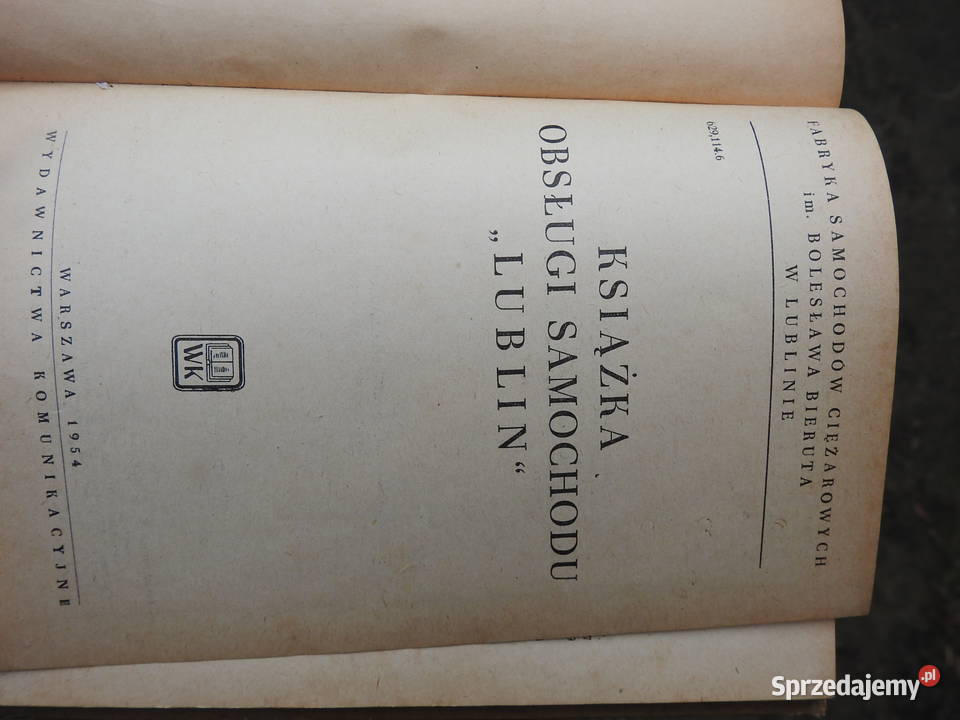 FABRYKA SAMOCHODÓW CIĘŻAROWYCH
im. BOLESŁAWA BIERUTA
W LUBLINIE
629,114.6
KSIĄŻKA
OBSŁUGI SAMOCHODU
„LUBLIN“
WK
WARSZAWA 1954
WYDAWNICTWA KOMUNIKACYJNE
Sprzedajemy.pl